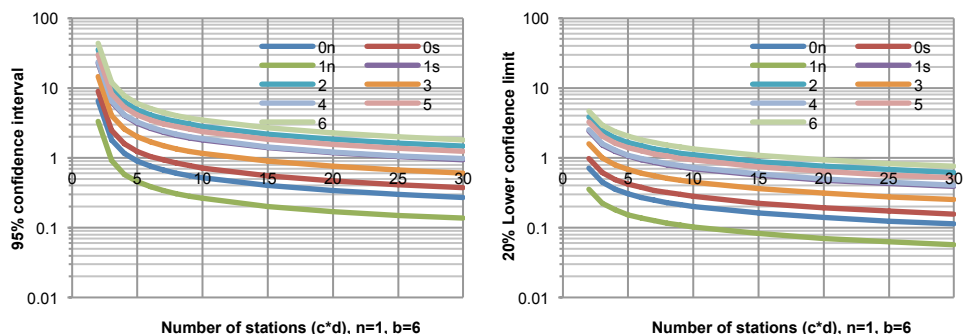 95% confidence interval
100
10
1
0.1
0.01
0 5 10 15 20 25 30
0n 0s
1n 1s
2 3
4 5
6
Number of stations (c*d), n=1, b=6
20% Lower confidence limit
100
10
1
0.1
0.01
0 5 10 15 20 25 30
0n 0s
1n 1s
2 3
4 5
6
Number of stations (c*d), n=1, b=6